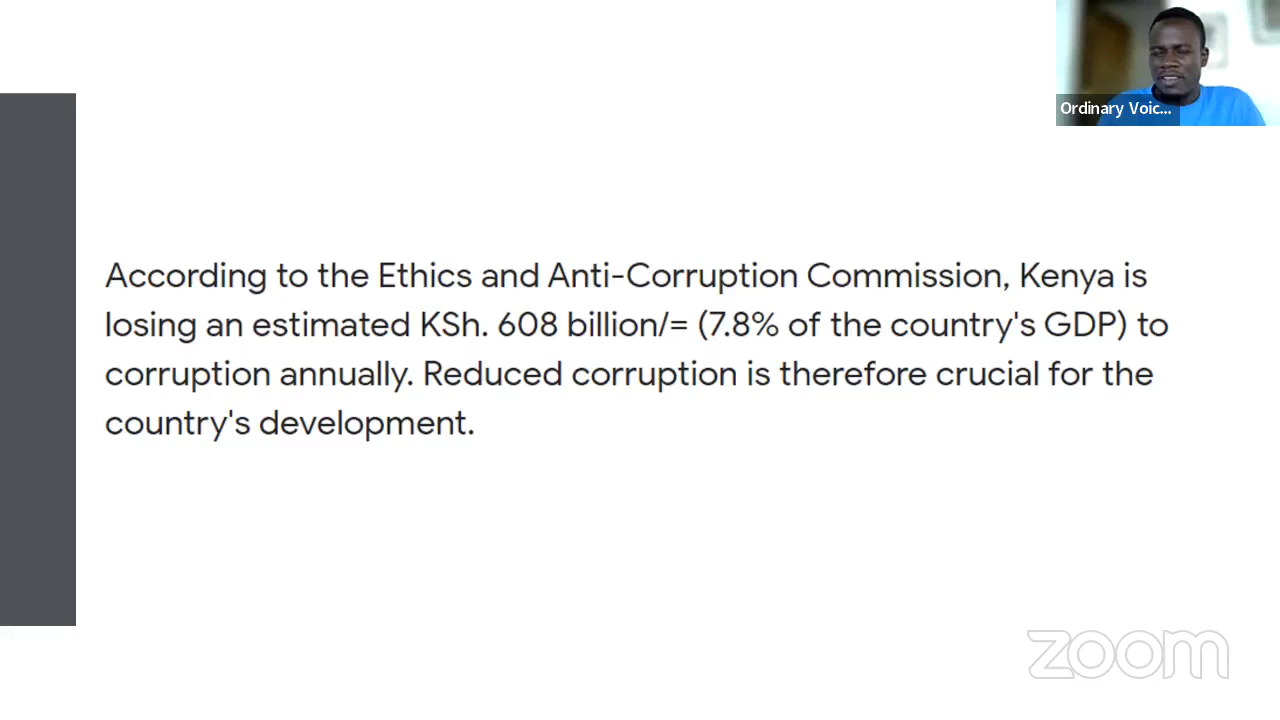 Ordinary Voic...
According to the Ethics and Anti-Corruption Commission, Kenya is
losing an estimated KSh. 608 billion/= (7.8% of the country's GDP) to
corruption annually. Reduced corruption is therefore crucial for the
country's development.
zoom